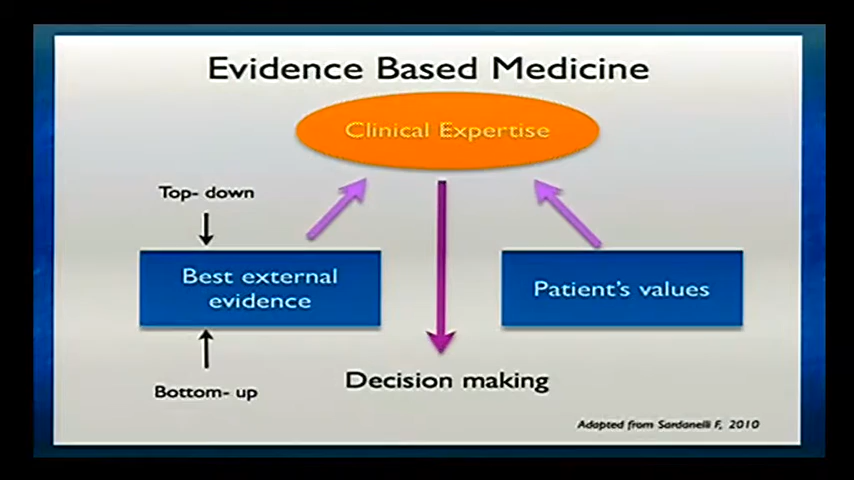 Evidence Based Medicine
Clinical Expertise
Top- down
Best external
evidence
Patient's values
Bottom- up
Decision making
Adapted from Sardanelli F, 2010